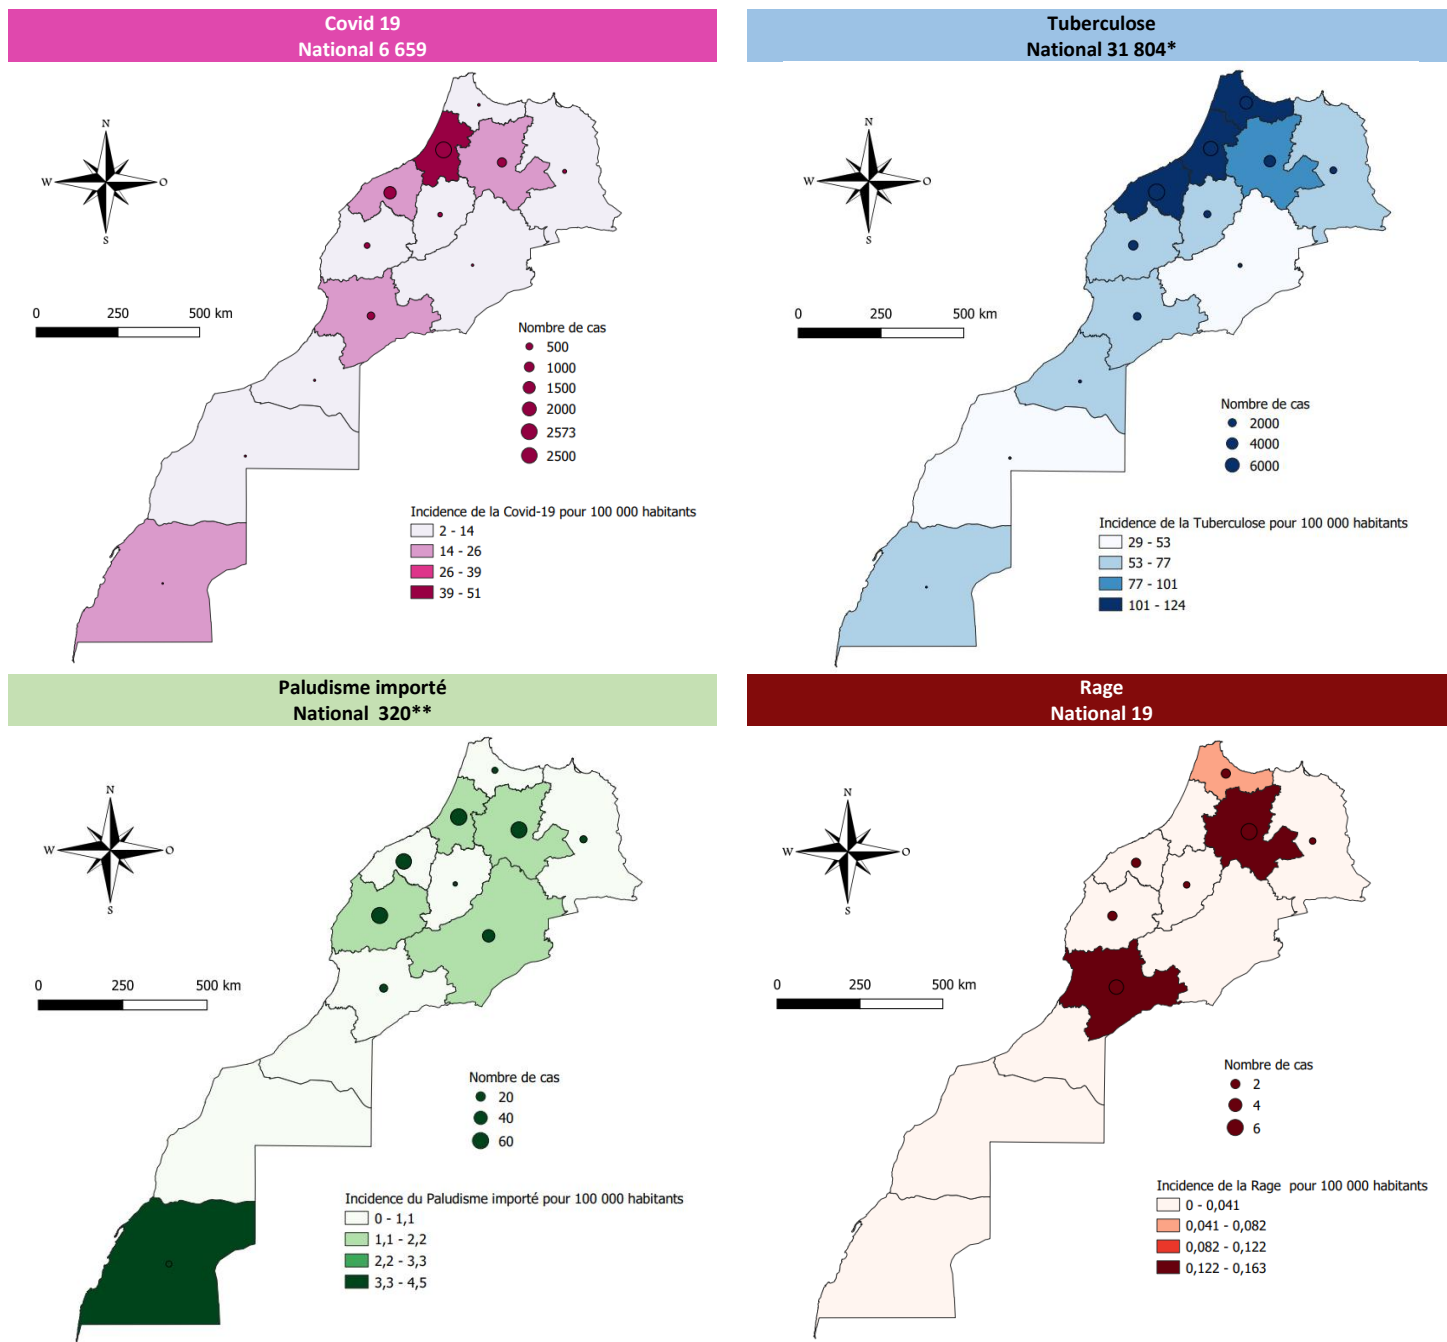 Covid 19
National 6 659
N
W
O
S
0
250
500 km
Nombre de cas
500
1000
1500
2000
2573
2500
Incidence de la Covid-19 pour 100 000 habitants
2 - 14
14 - 26
26 - 39
39 - 51
Tuberculose
National 31 804*
N
W
O
S
0
250
500 km
Nombre de cas
2000
4000
6000
Incidence de la Tuberculose pour 100 000 habitants
29 - 53
53 - 77
77 - 101
101 - 124
Paludisme importé
National 320**
N
W
O
S
0
250
500 km
Nombre de cas
20
40
60
Incidence du Paludisme importé pour 100 000 habitants
0 - 1,1
1,1 - 2,2
2,2 - 3,3
3,3 - 4,5
Rage
National 19
N
W
O
S
0
250
500 km
Nombre de cas
2
4
6
Incidence de la Rage pour 100 000 habitants
0 - 0,041
0,041 - 0,082
0,082 - 0,122
0,122 - 0,163